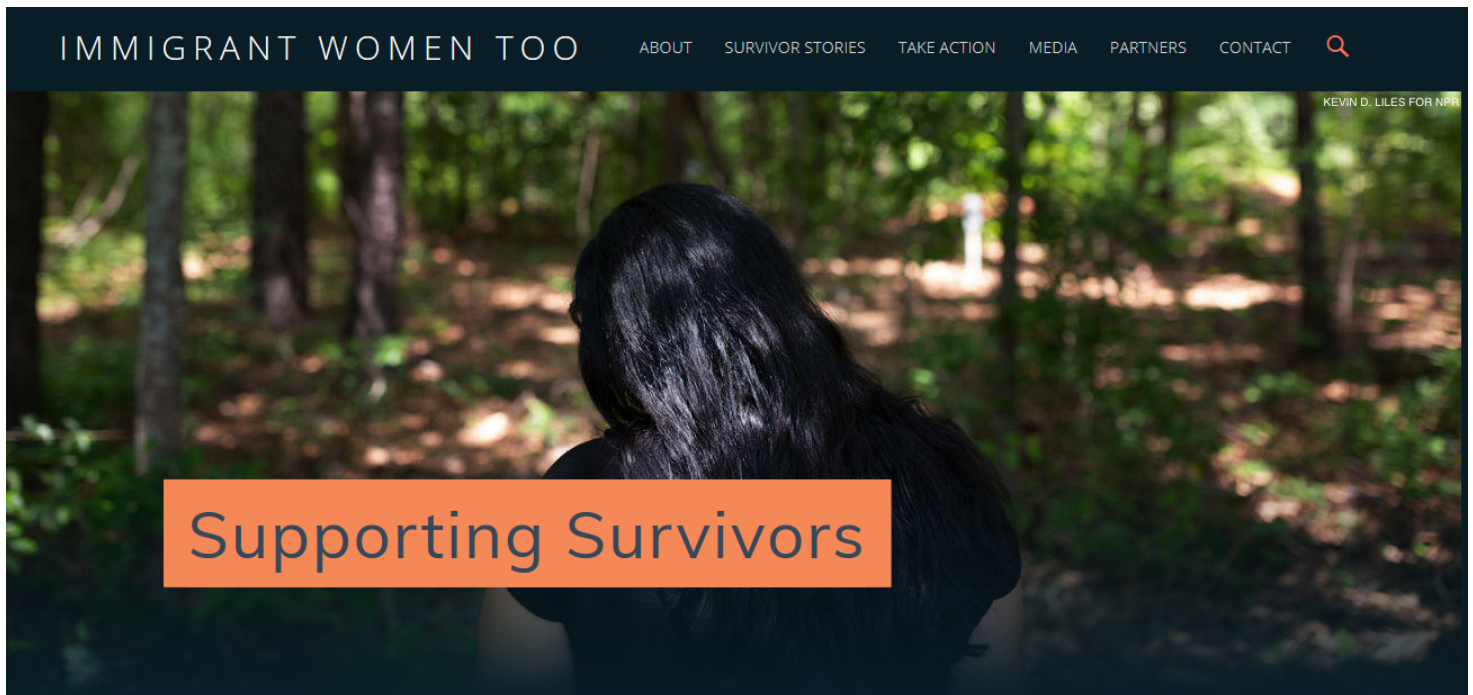 IMMIGRANT WOMEN TOO
ABOUT SURVIVOR STORIES TAKE ACTION MEDIA PARTNERS CONTACT
KEVIN D. LILES FOR NPR
Supporting Survivors